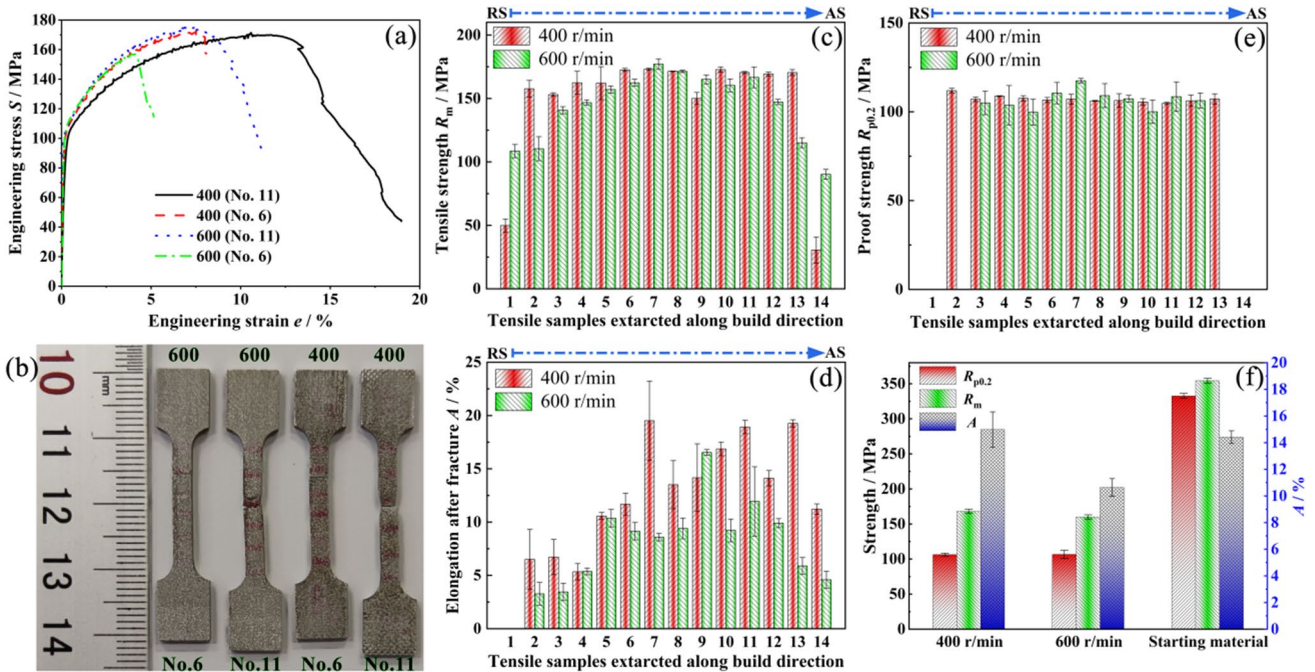 (a)
Engineering stress S / MPa
180
160
140
120
100
80
60
40
20
0
400 (No. 11)
400 (No. 6)
600 (No. 11)
600 (No. 6)
0 5 10 15 20
Engineering strain e / %
RS AS
(c)
400 r/min
600 r/min
Tensile strength Rm / MPa
200
150
100
50
0
1 2 3 4 5 6 7 8 9 10 11 12 13 14
Tensile samples extarcted along build direction
RS AS
(e)
400 r/min
600 r/min
Proof strength Rp0.2 / MPa
150
100
50
0
1 2 3 4 5 6 7 8 9 10 11 12 13 14
Tensile samples extarcted along build direction
(b)
600 600 400 400
10
mm
11
12
13
14
No.6 No.11 No.6 No.11
RS AS
(d)
400 r/min
600 r/min
Elongation after fracture A / %
25
20
15
10
5
0
1 2 3 4 5 6 7 8 9 10 11 12 13 14
Tensile samples extarcted along build direction
(f)
Rp0.2
Rm
A
Strength / MPa
350
300
250
200
150
100
50
0
A / %
20
18
16
14
12
10
8
6
4
2
0
400 r/min 600 r/min Starting material